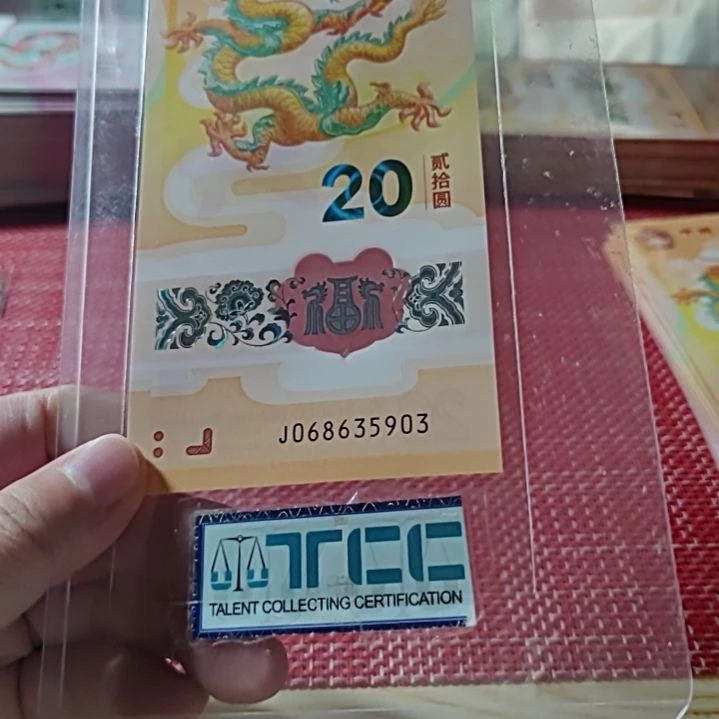 20
贰拾圆
福
J068635903
TCC
TALENT COLLECTING CERTIFICATION